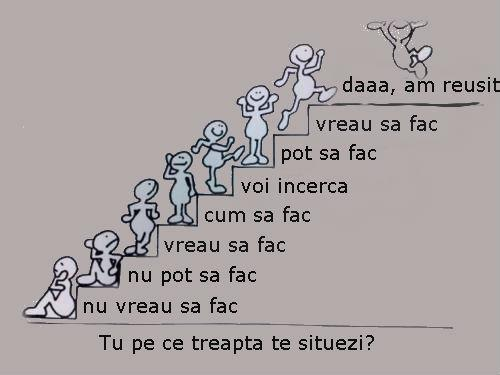 daaa, am reusit
vreau sa fac
pot sa fac
voi incerca
cum sa fac
vreau sa fac
nu pot sa fac
nu vreau sa fac
Tu pe ce treapta te situezi?